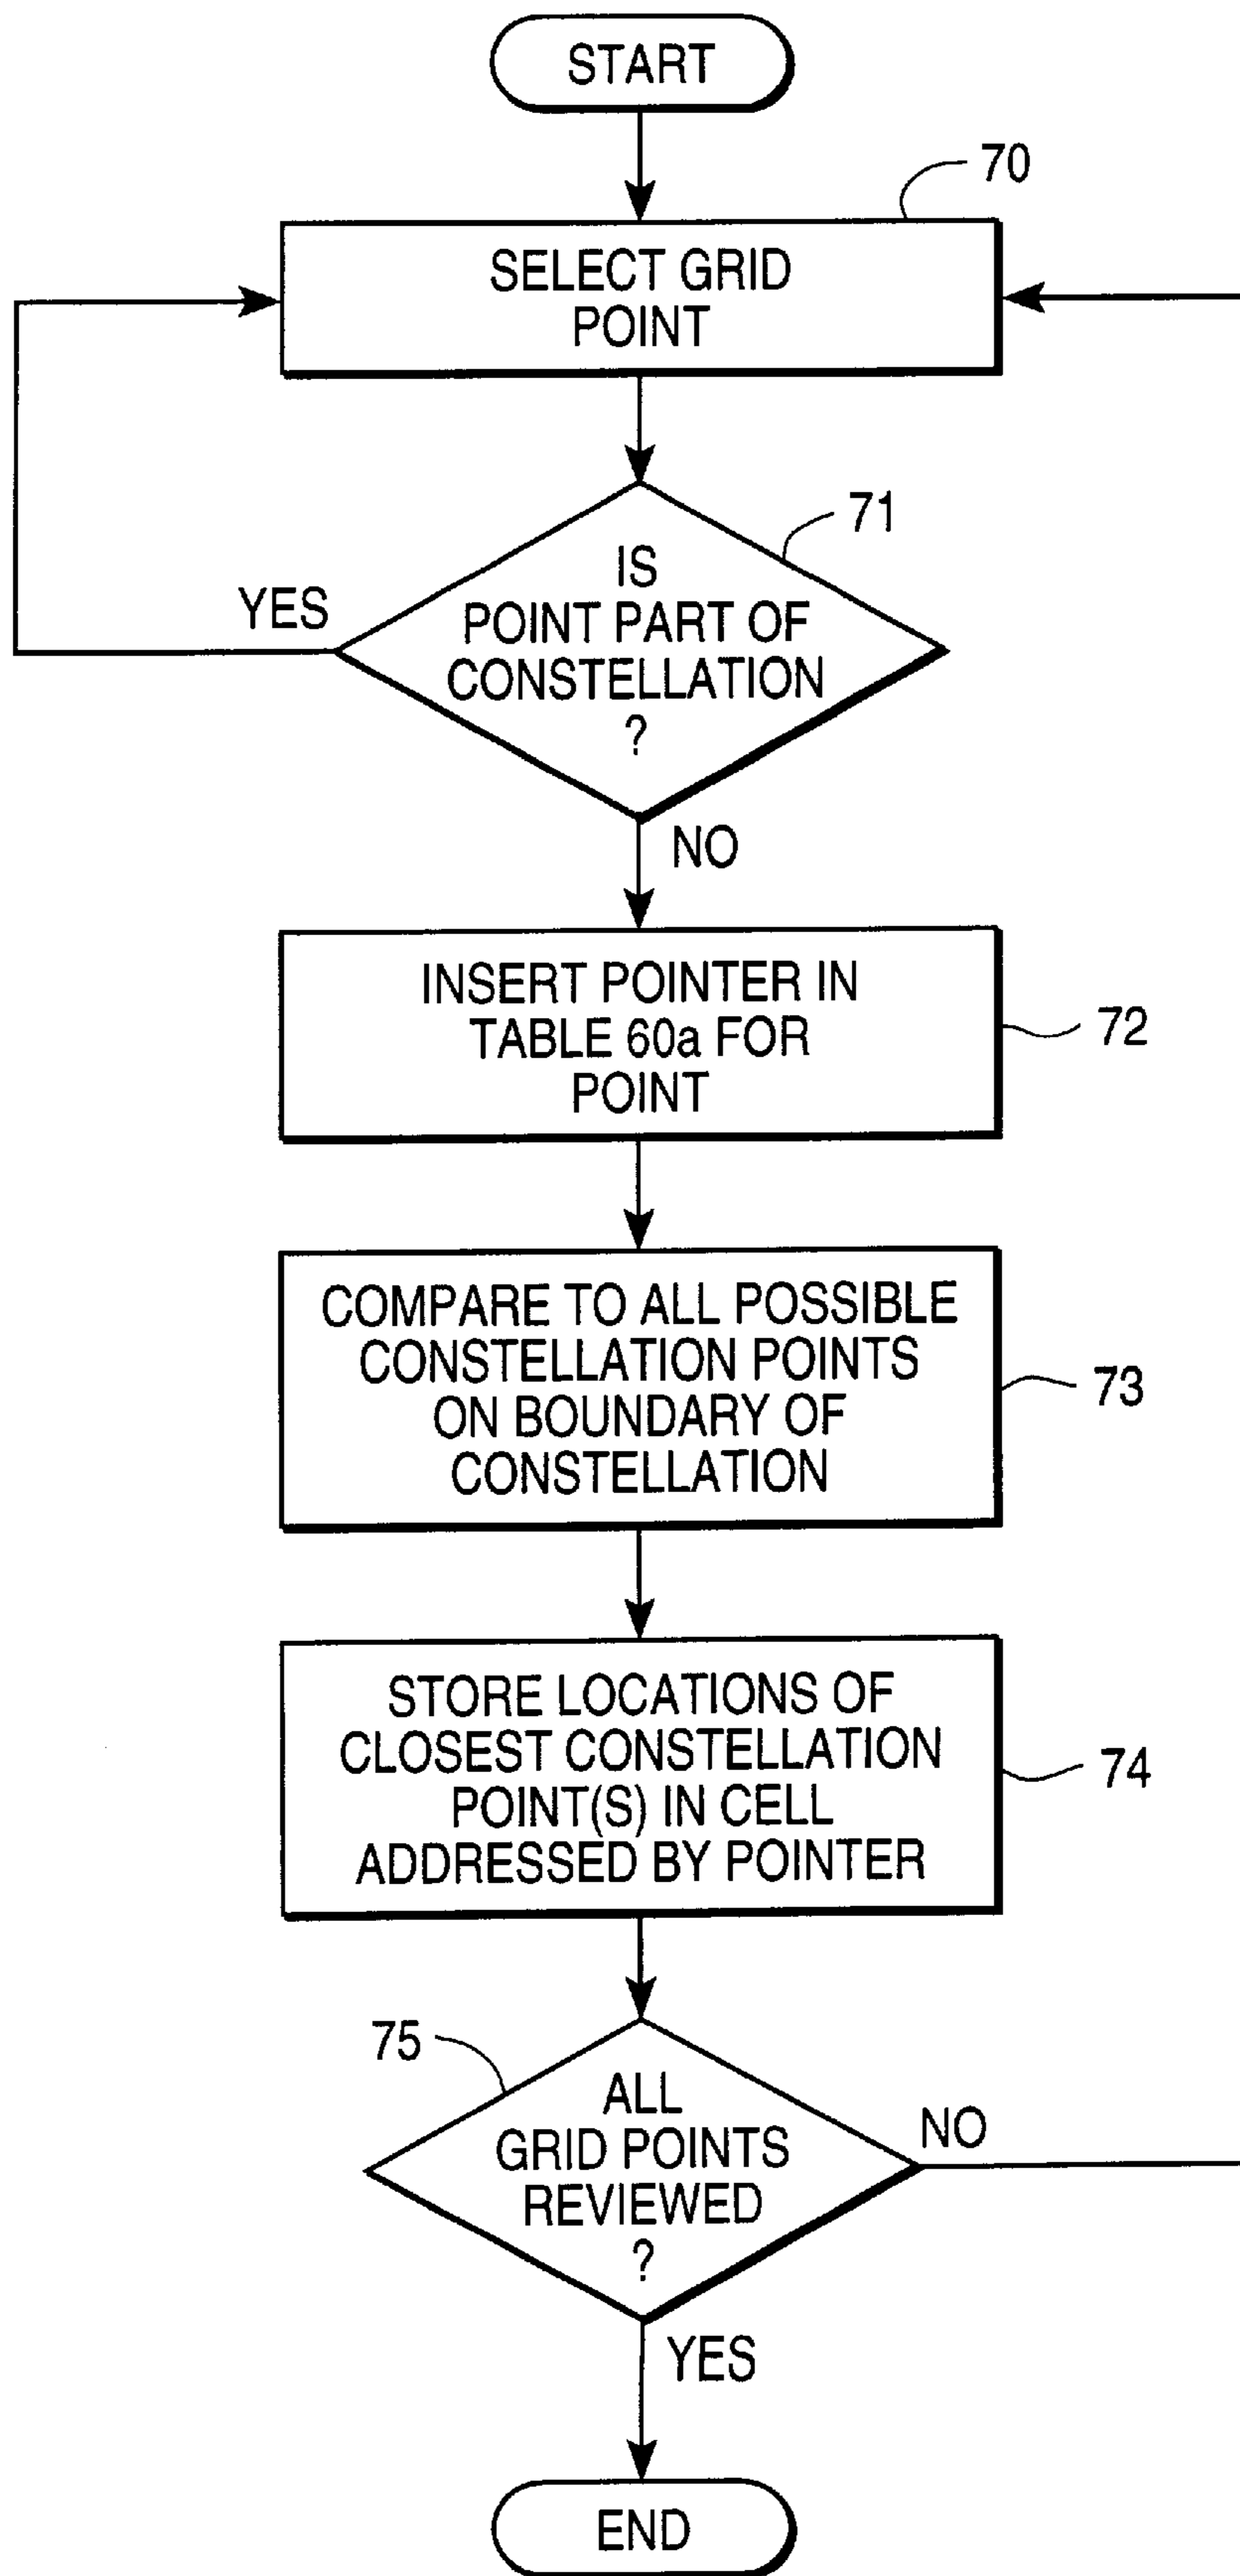 START
70
SELECT GRID
POINT
71
IS
POINT PART OF
CONSTELLATION
?
YES
NO
INSERT POINTER IN
TABLE 60a FOR
POINT
72
COMPARE TO ALL POSSIBLE
CONSTELLATION POINTS
ON BOUNDARY OF
CONSTELLATION
73
STORE LOCATIONS OF
CLOSEST CONSTELLATION
POINT(S) IN CELL
ADDRESSED BY POINTER
74
75
ALL
GRID POINTS
REVIEWED
?
NO
YES
END